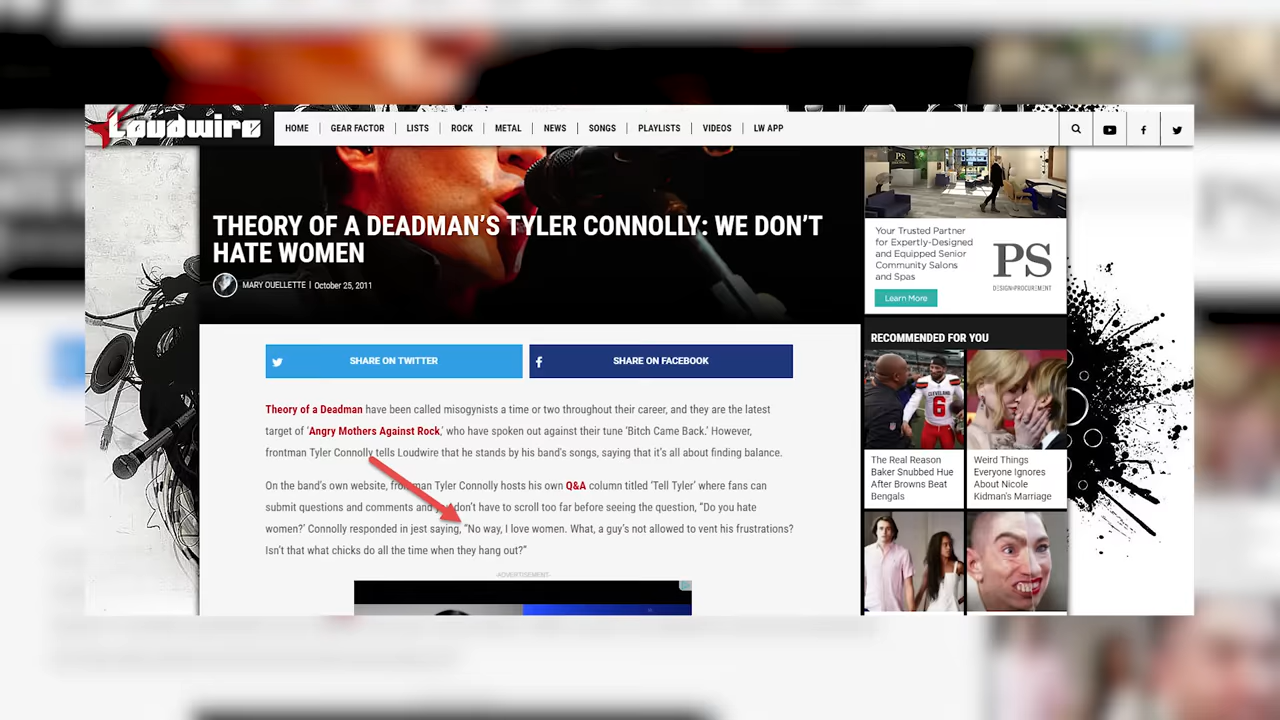 Loudwire
HOME
GEAR FACTOR
LISTS
ROCK
METAL
NEWS
SONGS
PLAYLISTS
VIDEOS
LW APP
THEORY OF A DEADMAN'S TYLER CONNOLLY: WE DON'T
HATE WOMEN
MARY OUELLETTE | October 25, 2011
SHARE ON TWITTER
SHARE ON FACEBOOK
Theory of a Deadman have been called misogynists a time or two throughout their career, and they are the latest
target of 'Angry Mothers Against Rock,' who have spoken out against their tune 'Bitch Came Back.' However,
frontman Tyler Connolly tells Loudwire that he stands by his band's songs, saying that it's all about finding balance.
On the band's own website, Tyler Connolly hosts his own Q&A column titled 'Tell Tyler' where fans can
submit questions and comments and don't have to scroll too far before seeing the question, "Do you hate
women?' Connolly responded in jest saying, "No way, I love women. What, a guy's not allowed to vent his frustrations?
Isn't that what chicks do all the time when they hang out?"
-ADVERTISEMENT-
PS
Your Trusted Partner
for Expertly-Designed
and Equipped Senior
Community Salons
and Spas
Learn More
PS
DESIGN+PROCUREMENT
RECOMMENDED FOR YOU
CLEVELAND
6
The Real Reason
Baker Snubbed Hue
After Browns Beat
Bengals
Weird Things
Everyone Ignores
About Nicole
Kidman's Marriage